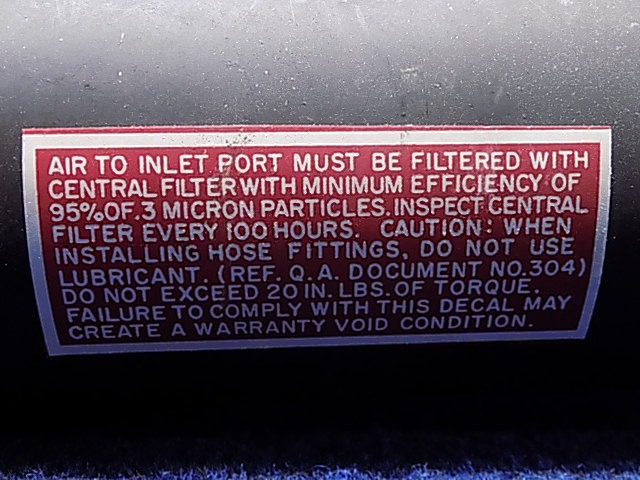 AIR TO INLET PORT MUST BE FILTERED WITH
CENTRAL FILTER WITH MINIMUM EFFICIENCY OF
95% OF .3 MICRON PARTICLES. INSPECT CENTRAL
FILTER EVERY 100 HOURS. CAUTION: WHEN
INSTALLING HOSE FITTINGS, DO NOT USE
LUBRICANT. (REF. Q.A. DOCUMENT NO. 304)
DO NOT EXCEED 20 IN. LBS. OF TORQUE.
FAILURE TO COMPLY WITH THIS DECAL MAY
CREATE A WARRANTY VOID CONDITION.